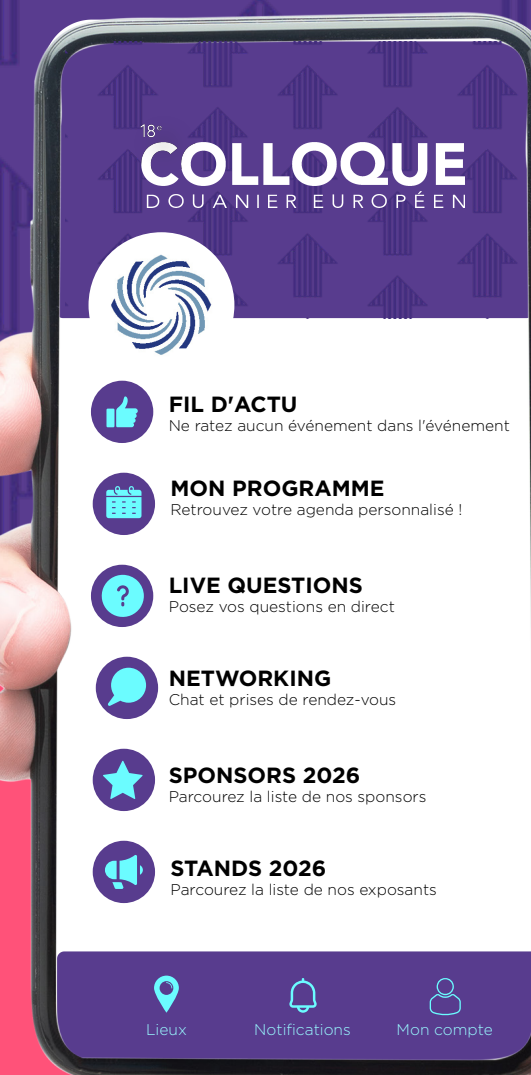 18e
COLLOQUE
DOUANIER EUROPÉEN
FIL D'ACTU
Ne ratez aucun événement dans l'événement
MON PROGRAMME
Retrouvez votre agenda personnalisé !
LIVE QUESTIONS
Posez vos questions en direct
NETWORKING
Chat et prises de rendez-vous
SPONSORS 2026
Parcourez la liste de nos sponsors
STANDS 2026
Parcourez la liste de nos exposants
Lieux Notifications Mon compte